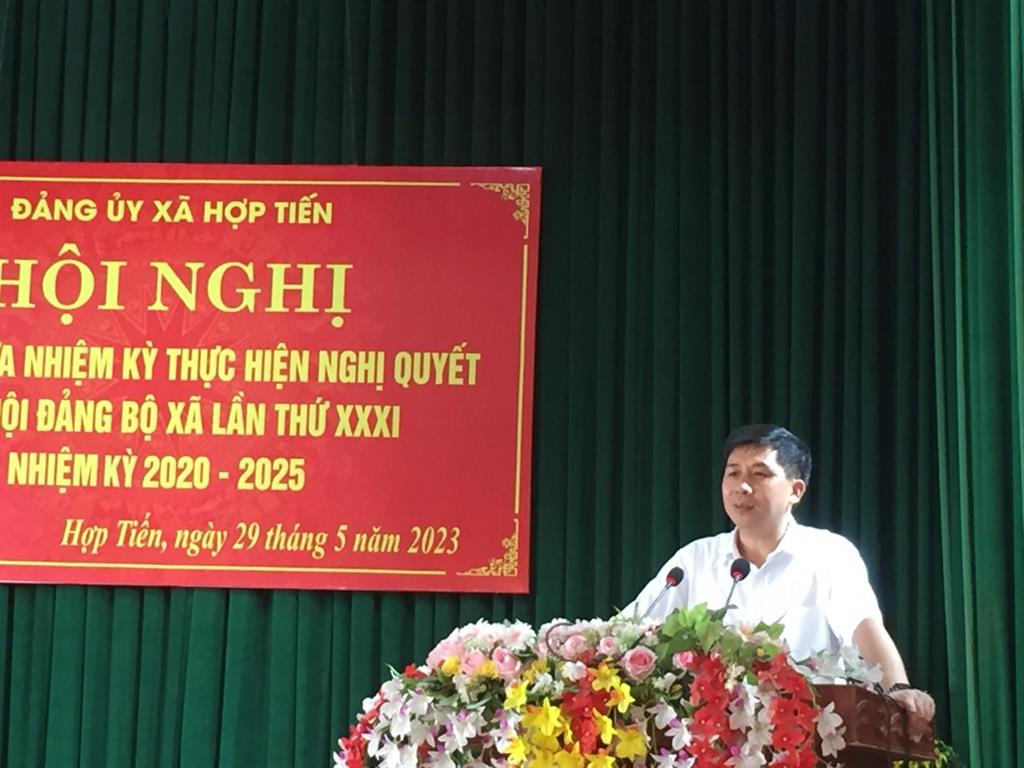 ĐẢNG ỦY XÃ HỢP TIẾN
HỘI NGHỊ
NHIỆM KỲ THỰC HIỆN NGHỊ QUYẾT
ĐẢNG BỘ XÃ LẦN THỨ XXXI
NHIỆM KỲ 2020 - 2025
Hợp Tiến, ngày 29 tháng 5 năm 2023